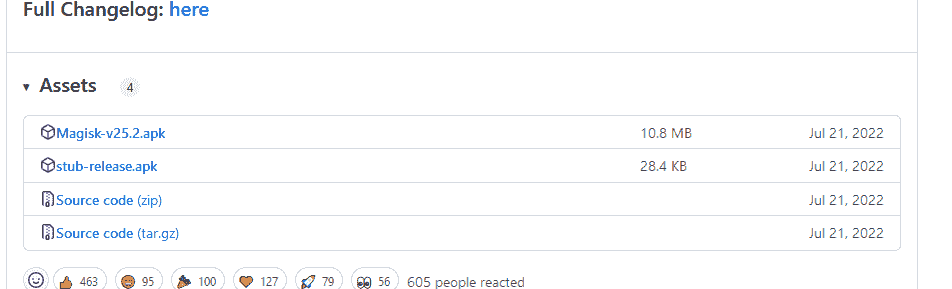 Full Changelog: here
Assets 4
Magisk-v25.2.apk 10.8 MB Jul 21, 2022
stub-release.apk 28.4 KB Jul 21, 2022
Source code (zip) Jul 21, 2022
Source code (tar.gz) Jul 21, 2022
463 95 100 127 79 56 605 people reacted